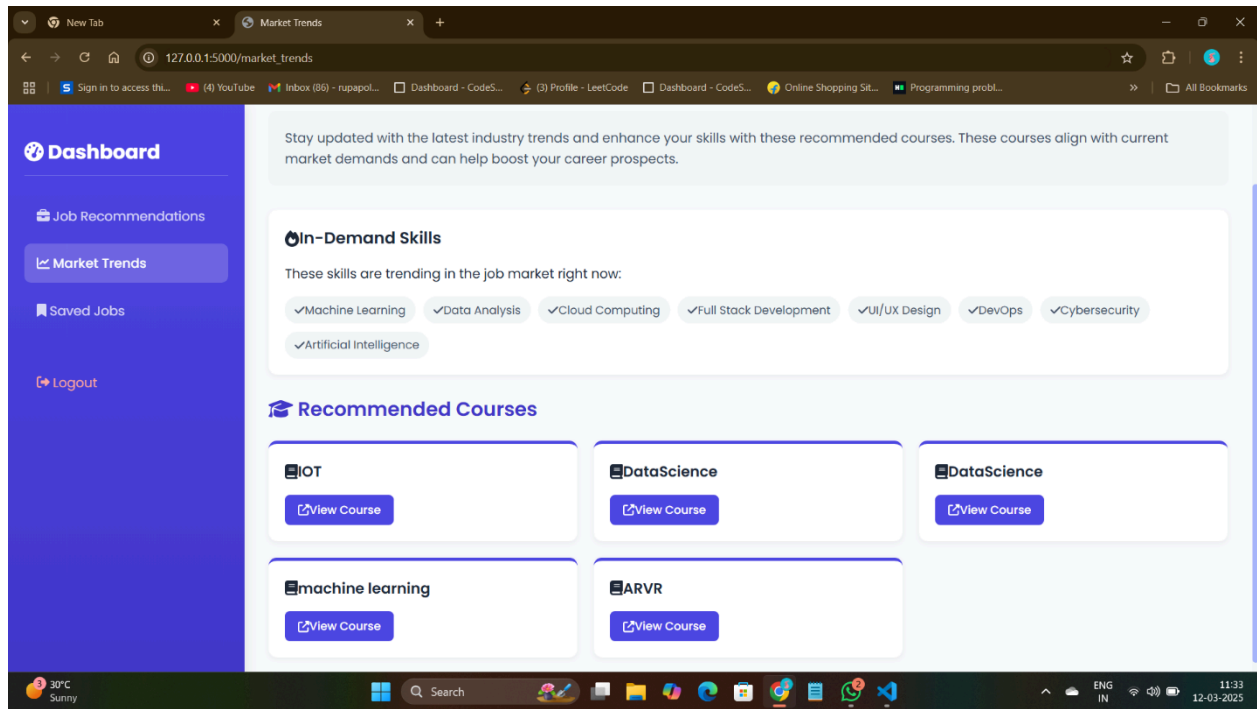 New Tab
Market Trends
127.0.0.1:5000/market_trends
Sign in to access thi...
(4) YouTube
Inbox (86) - rupapol...
Dashboard - CodeS...
(3) Profile - LeetCode
Dashboard - CodeS...
Online Shopping Sit...
Programming probl...
»
All Bookmarks
Dashboard
Job Recommendations
Market Trends
Saved Jobs
Logout
Stay updated with the latest industry trends and enhance your skills with these recommended courses. These courses align with current
market demands and can help boost your career prospects.
In-Demand Skills
These skills are trending in the job market right now:
Machine Learning
Data Analysis
Cloud Computing
Full Stack Development
UI/UX Design
DevOps
Cybersecurity
Artificial Intelligence
Recommended Courses
IOT
View Course
DataScience
View Course
DataScience
View Course
machine learning
View Course
ARVR
View Course
3
30°C
Sunny
Search
2
ENG
IN
11:33
12-03-2025